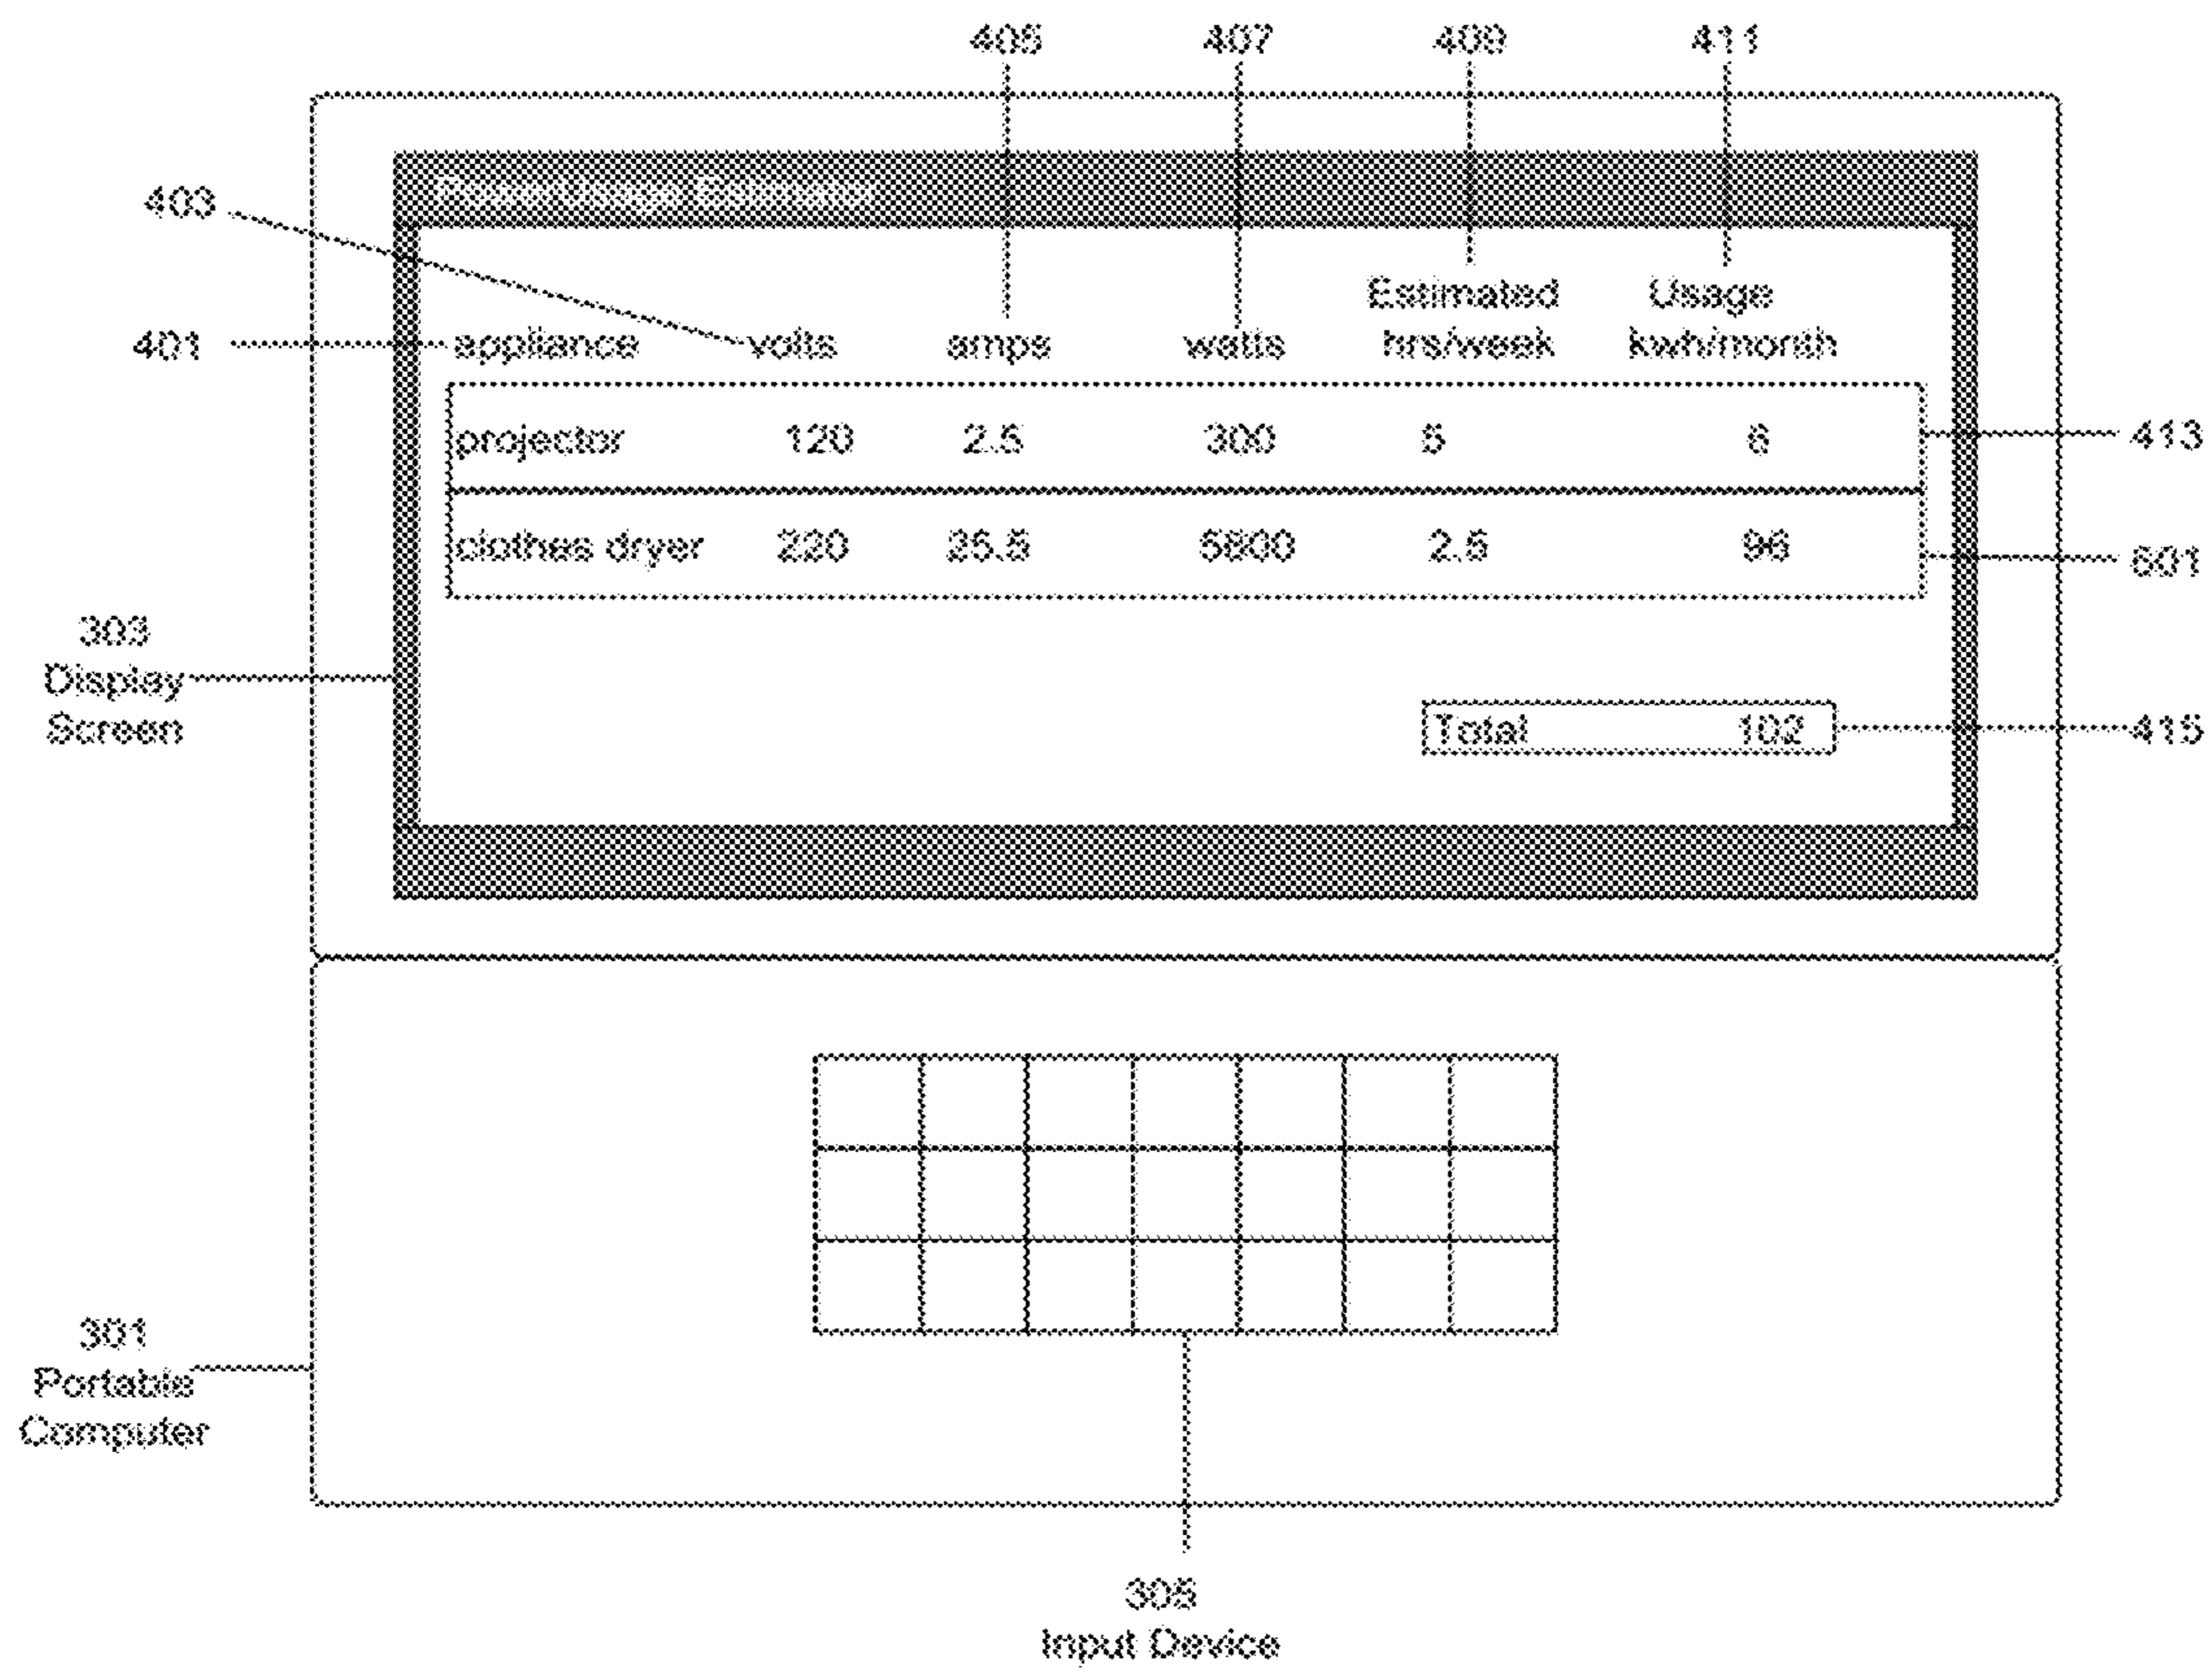 405 407 409 411
403
Usage Estimator
Estimated Usage
401 appliance volts amps watts hrs/week kwh/month
projector 120 2.5 300 5 6 413
clothes dryer 220 25.5 2.5 96
303
Display
Screen
Total 102 415
301
Portable
Computer
305
Input Device